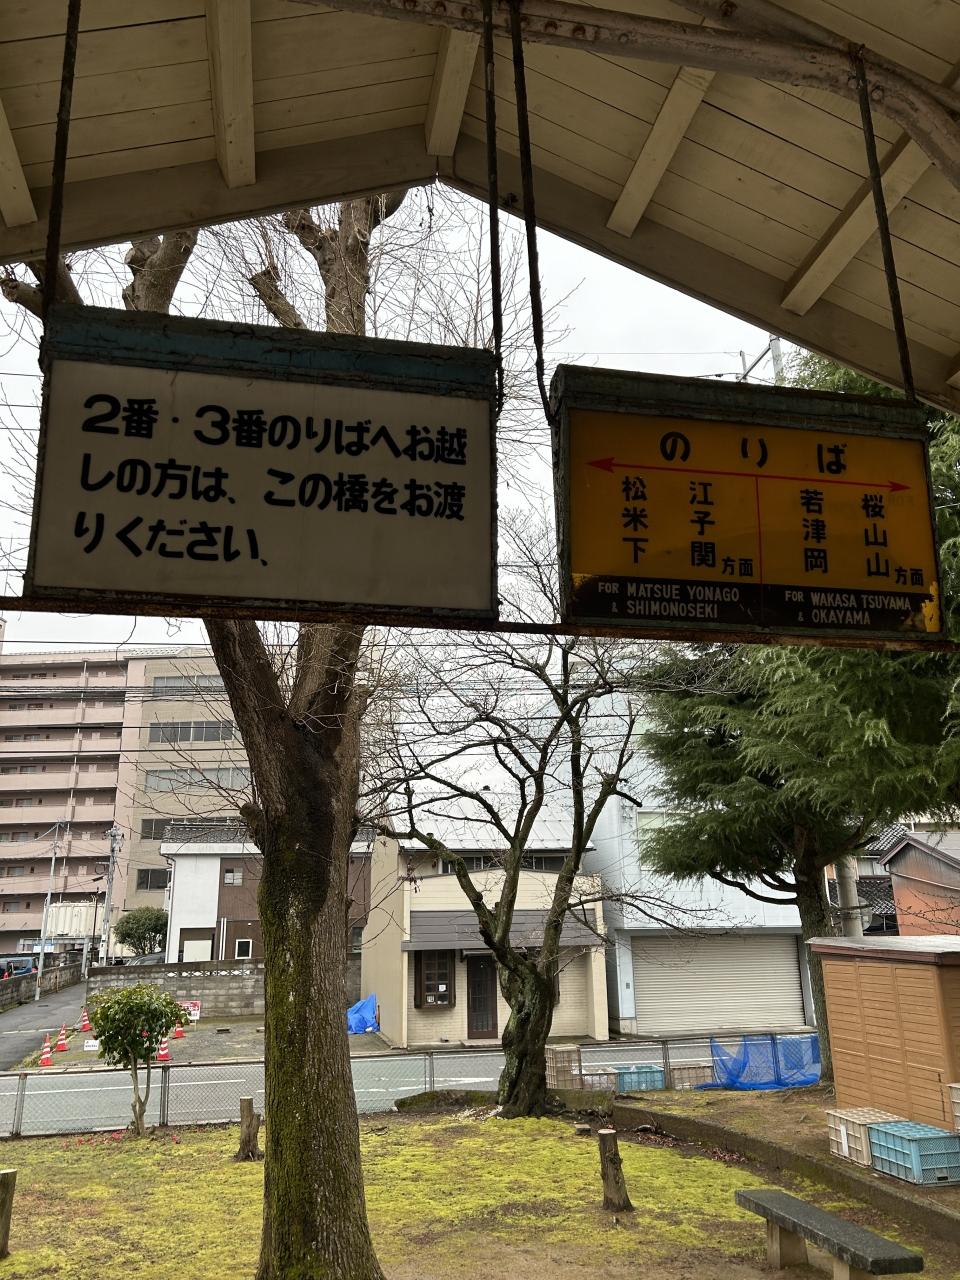 2番・3番のりばへお越
しの方は、この橋をお渡
りください、
のりば
松江
米子
下関方面
FOR MATSUE YONAGO
& SHIMONOSEKI
若桜
津山
岡山方面
FOR WAKASA TSUYAMA
& OKAYAMA